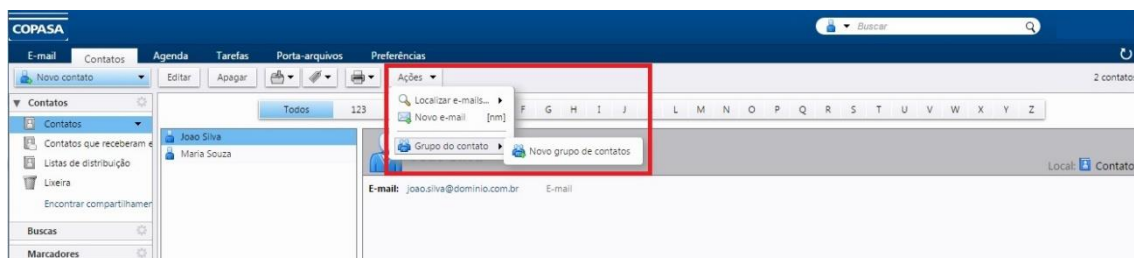 COPASA
Buscar
E-mail Contatos Agenda Tarefas Porta-arquivos Preferências
Novo contato Editar Apagar Ações 2 contatos
Contatos
Todos 123 F G H I J L M N O P Q R S T U V W X Y Z
Localizar e-mails...
Novo e-mail [nm]
Grupo do contato Novo grupo de contatos
Contatos
Contatos que receberam e
Listas de distribuição
Lixeira
Encontrar compartilhamen
Joao Silva
Maria Souza
Local: Contato
E-mail: joao.silva@dominio.com.br E-mail
Buscas
Marcadores